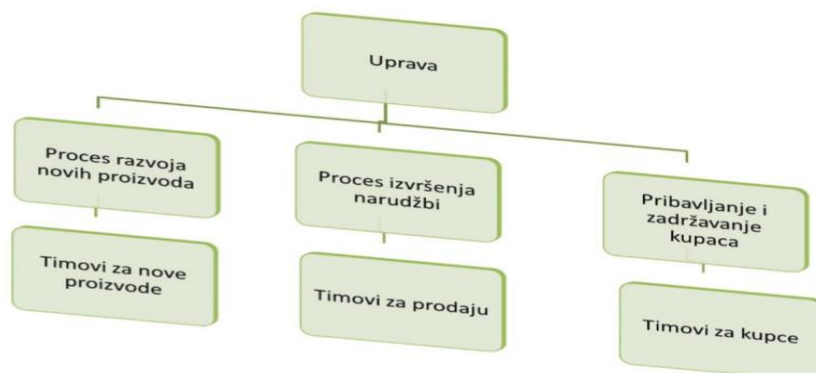 Uprava
Proces razvoja
novih proizvoda
Proces izvršenja
narudžbi
Pribavljanje i
zadržavanje
kupaca
Timovi za nove
proizvode
Timovi za prodaju
Timovi za kupce